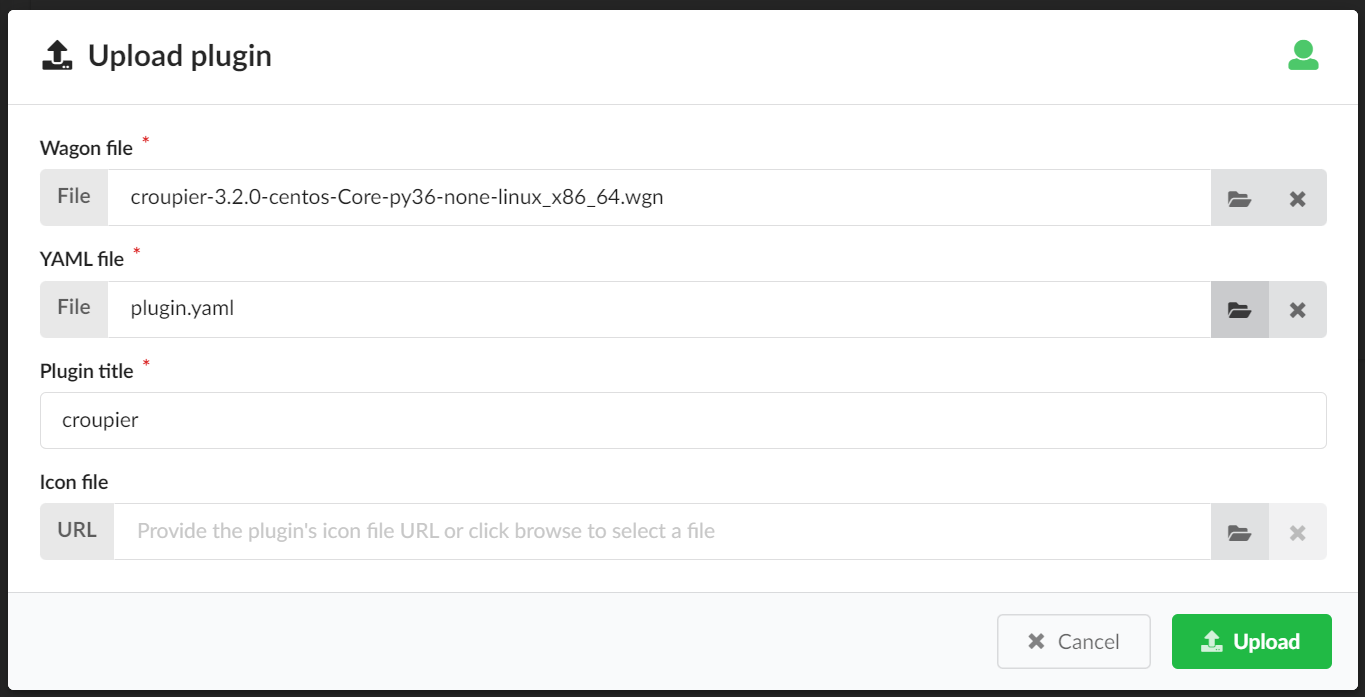 Upload plugin
Wagon file *
File croupier-3.2.0-centos-Core-py36-none-linux_x86_64.wgn
YAML file *
File plugin.yaml
Plugin title *
croupier
Icon file
URL Provide the plugin's icon file URL or click browse to select a file
Cancel Upload